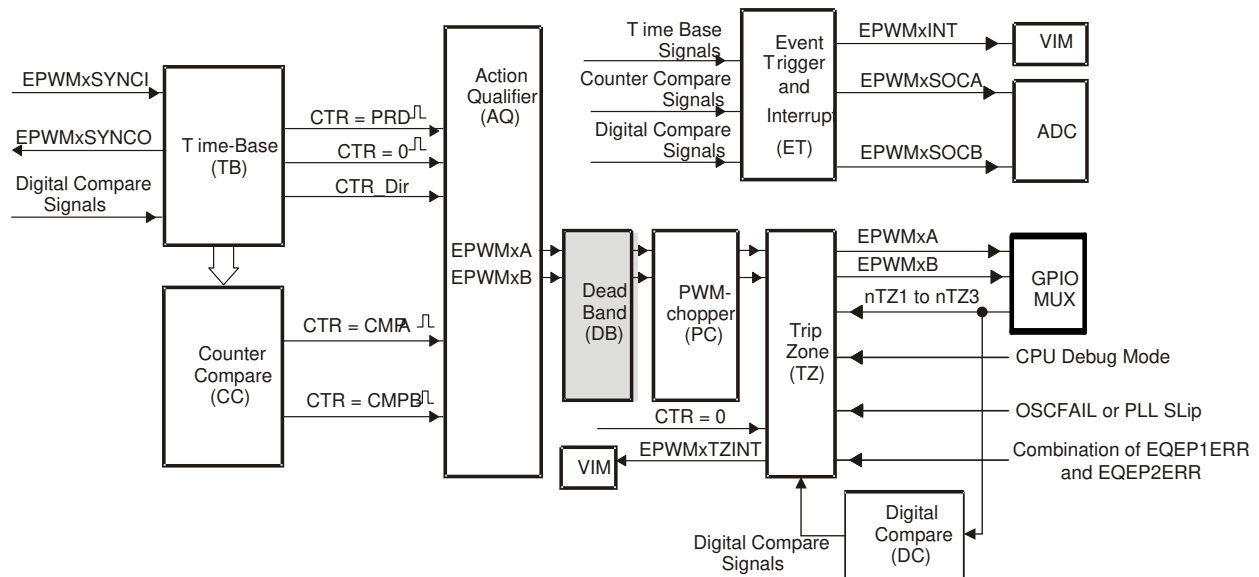 EPWMxSYNCI
EPWMxSYNCO
Digital Compare
Signals
T ime-Base
(TB)
CTR = PRD
CTR = 0
CTR_Dir
Counter
Compare
(CC)
CTR = CMPA
CTR = CMPB
Action
Qualifier
(AQ)
EPWMxA
EPWMxB
T ime Base
Signals
Counter Compare
Signals
Digital Compare
Signals
Event
Trigger
and
Interrupt
(ET)
EPWMxINT
EPWMxSOCA
EPWMxSOCB
VIM
ADC
Dead
Band
(DB)
PWM-
chopper
(PC)
CTR = 0
EPWMxTZINT
VIM
Trip
Zone
(TZ)
EPWMxA
EPWMxB
nTZ1 to nTZ3
GPIO
MUX
CPU Debug Mode
OSCFAIL or PLL SLip
Combination of EQEP1ERR
and EQEP2ERR
Digital
Compare
(DC)
Digital Compare
Signals